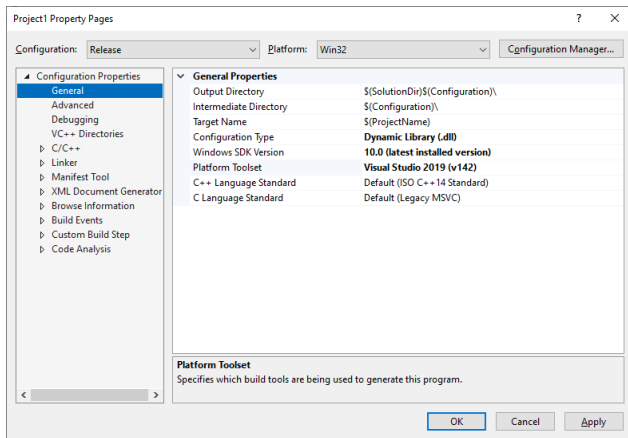 Project1 Property Pages
? ×
Configuration: Release Platform: Win32 Configuration Manager...
Configuration Properties
General
Advanced
Debugging
VC++ Directories
C/C++
Linker
Manifest Tool
XML Document Generator
Browse Information
Build Events
Custom Build Step
Code Analysis
General Properties
Output Directory $(SolutionDir)$(Configuration)\
Intermediate Directory $(Configuration)\
Target Name $(ProjectName)
Configuration Type Dynamic Library (.dll)
Windows SDK Version 10.0 (latest installed version)
Platform Toolset Visual Studio 2019 (v142)
C++ Language Standard Default (ISO C++14 Standard)
C Language Standard Default (Legacy MSVC)
Platform Toolset
Specifies which build tools are being used to generate this program.
OK Cancel Apply